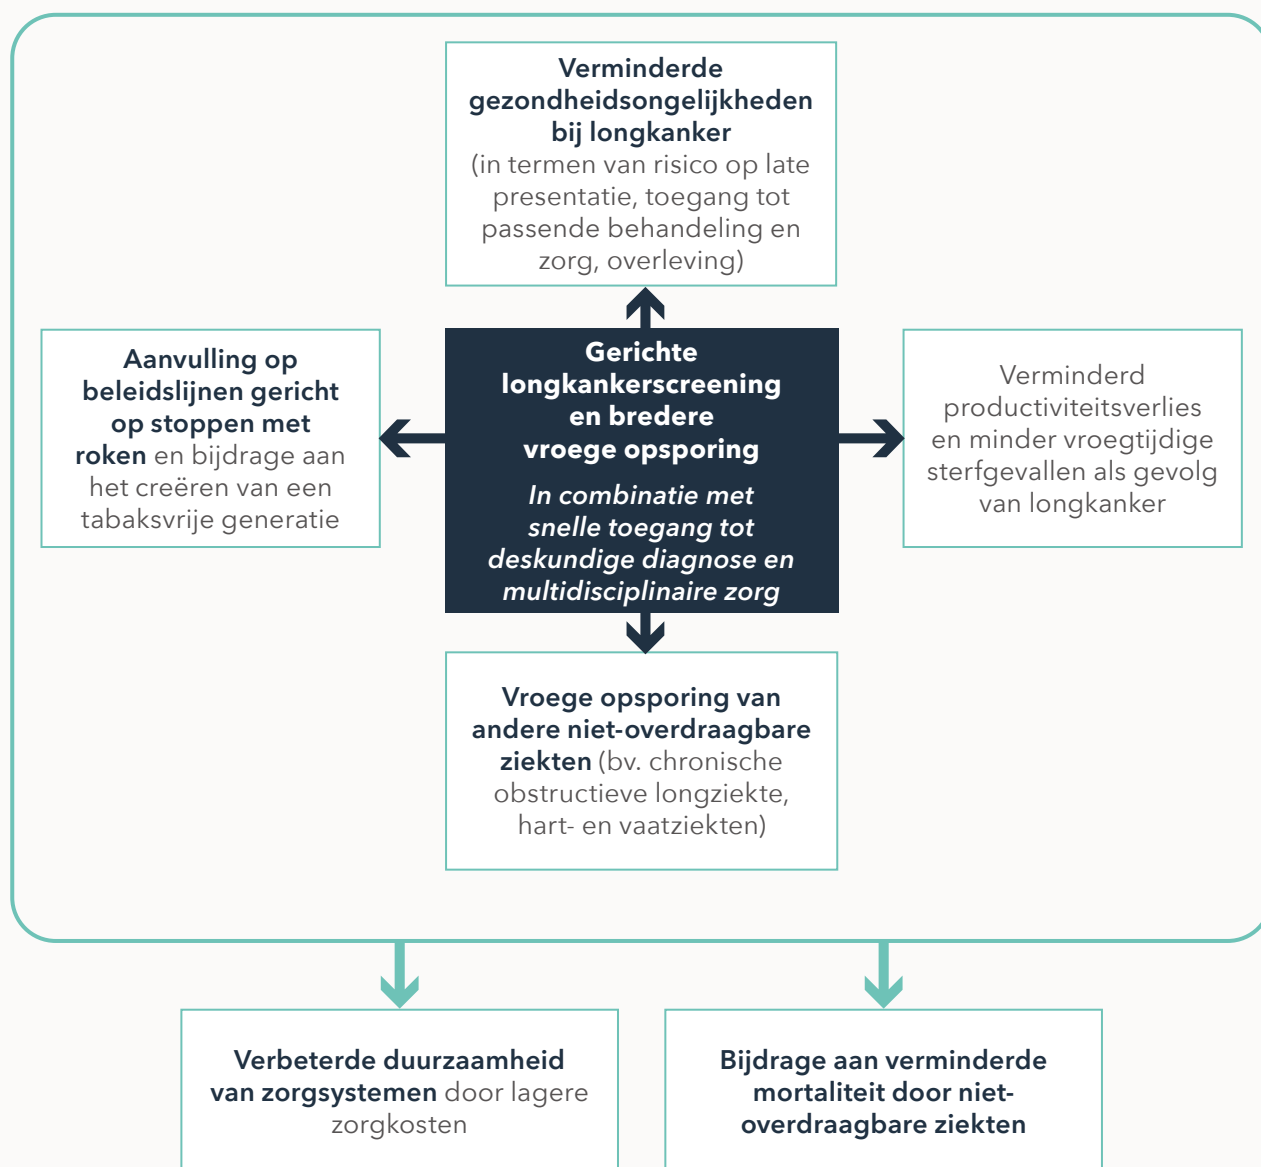 Verminderde
gezondheidsongelijkheden
bij longkanker
(in termen van risico op late
presentatie, toegang tot
passende behandeling en
zorg, overleving)
Aanvulling op
beleidslijnen gericht
op stoppen met
roken en bijdrage aan
het creëren van een
tabaksvrije generatie
Gerichte
longkankerscreening
en bredere
vroege opsporing
In combinatie met
snelle toegang tot
deskundige diagnose en
multidisciplinaire zorg
Verminderd
productiviteitsverlies
en minder vroegtijdige
sterfgevallen als gevolg
van longkanker
Vroege opsporing van
andere niet-overdraagbare
ziekten (bv. chronische
obstructieve longziekte,
hart- en vaatziekten)
Verbeterde duurzaamheid
van zorgsystemen door lagere
zorgkosten
Bijdrage aan verminderde
mortaliteit door niet-
overdraagbare ziekten